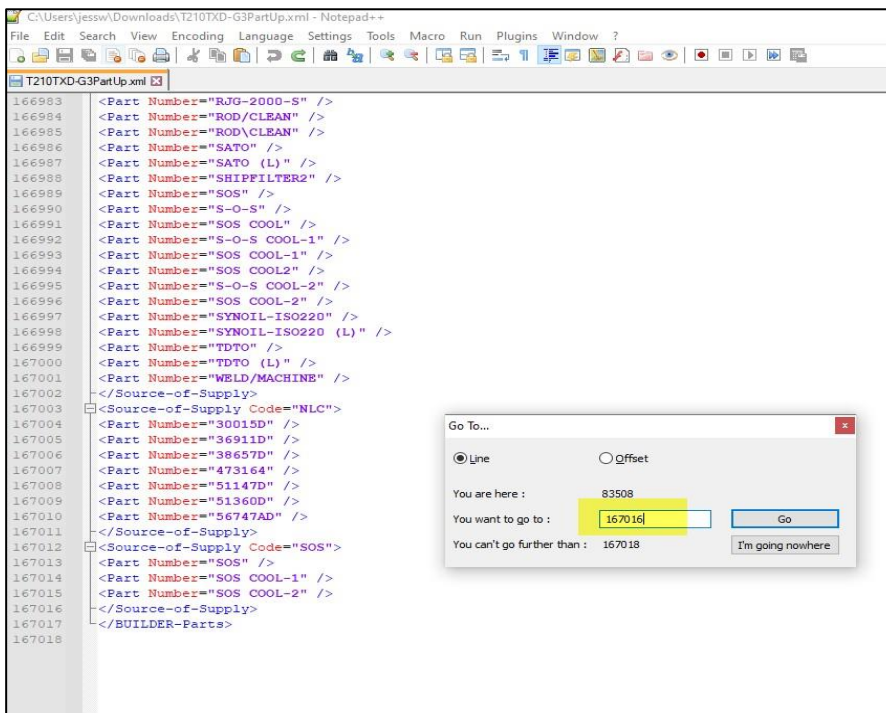 C:\Users\jessw\Downloads\T210TXD-G3PartUp.xml - Notepad++
File Edit Search View Encoding Language Settings Tools Macro Run Plugins Window ?
T210TXD-G3PartUp.xml
166983 <Part Number="RJG-2000-S" />
166984 <Part Number="ROD/CLEAN" />
166985 <Part Number="ROD\CLEAN" />
166986 <Part Number="SATO" />
166987 <Part Number="SATO (L)" />
166988 <Part Number="SHIPFILTER2" />
166989 <Part Number="SOS" />
166990 <Part Number="S-O-S" />
166991 <Part Number="SOS COOL" />
166992 <Part Number="S-O-S COOL-1" />
166993 <Part Number="SOS COOL-1" />
166994 <Part Number="SOS COOL2" />
166995 <Part Number="S-O-S COOL-2" />
166996 <Part Number="SOS COOL-2" />
166997 <Part Number="SYNOIL-ISO220" />
166998 <Part Number="SYNOIL-ISO220 (L)" />
166999 <Part Number="TDTO" />
167000 <Part Number="TDTO (L)" />
167001 <Part Number="WELD/MACHINE" />
167002 </Source-of-Supply>
167003 <Source-of-Supply Code="NLC">
167004 <Part Number="30015D" />
167005 <Part Number="36911D" />
167006 <Part Number="38657D" />
167007 <Part Number="473164" />
167008 <Part Number="51147D" />
167009 <Part Number="51360D" />
167010 <Part Number="56747AD" />
167011 </Source-of-Supply>
167012 <Source-of-Supply Code="SOS">
167013 <Part Number="SOS" />
167014 <Part Number="SOS COOL-1" />
167015 <Part Number="SOS COOL-2" />
167016 </Source-of-Supply>
167017 </BUILDER-Parts>
167018
Go To...
Line Offset
You are here : 83508
You want to go to : 167016 Go
You can't go further than : 167018 I'm going nowhere